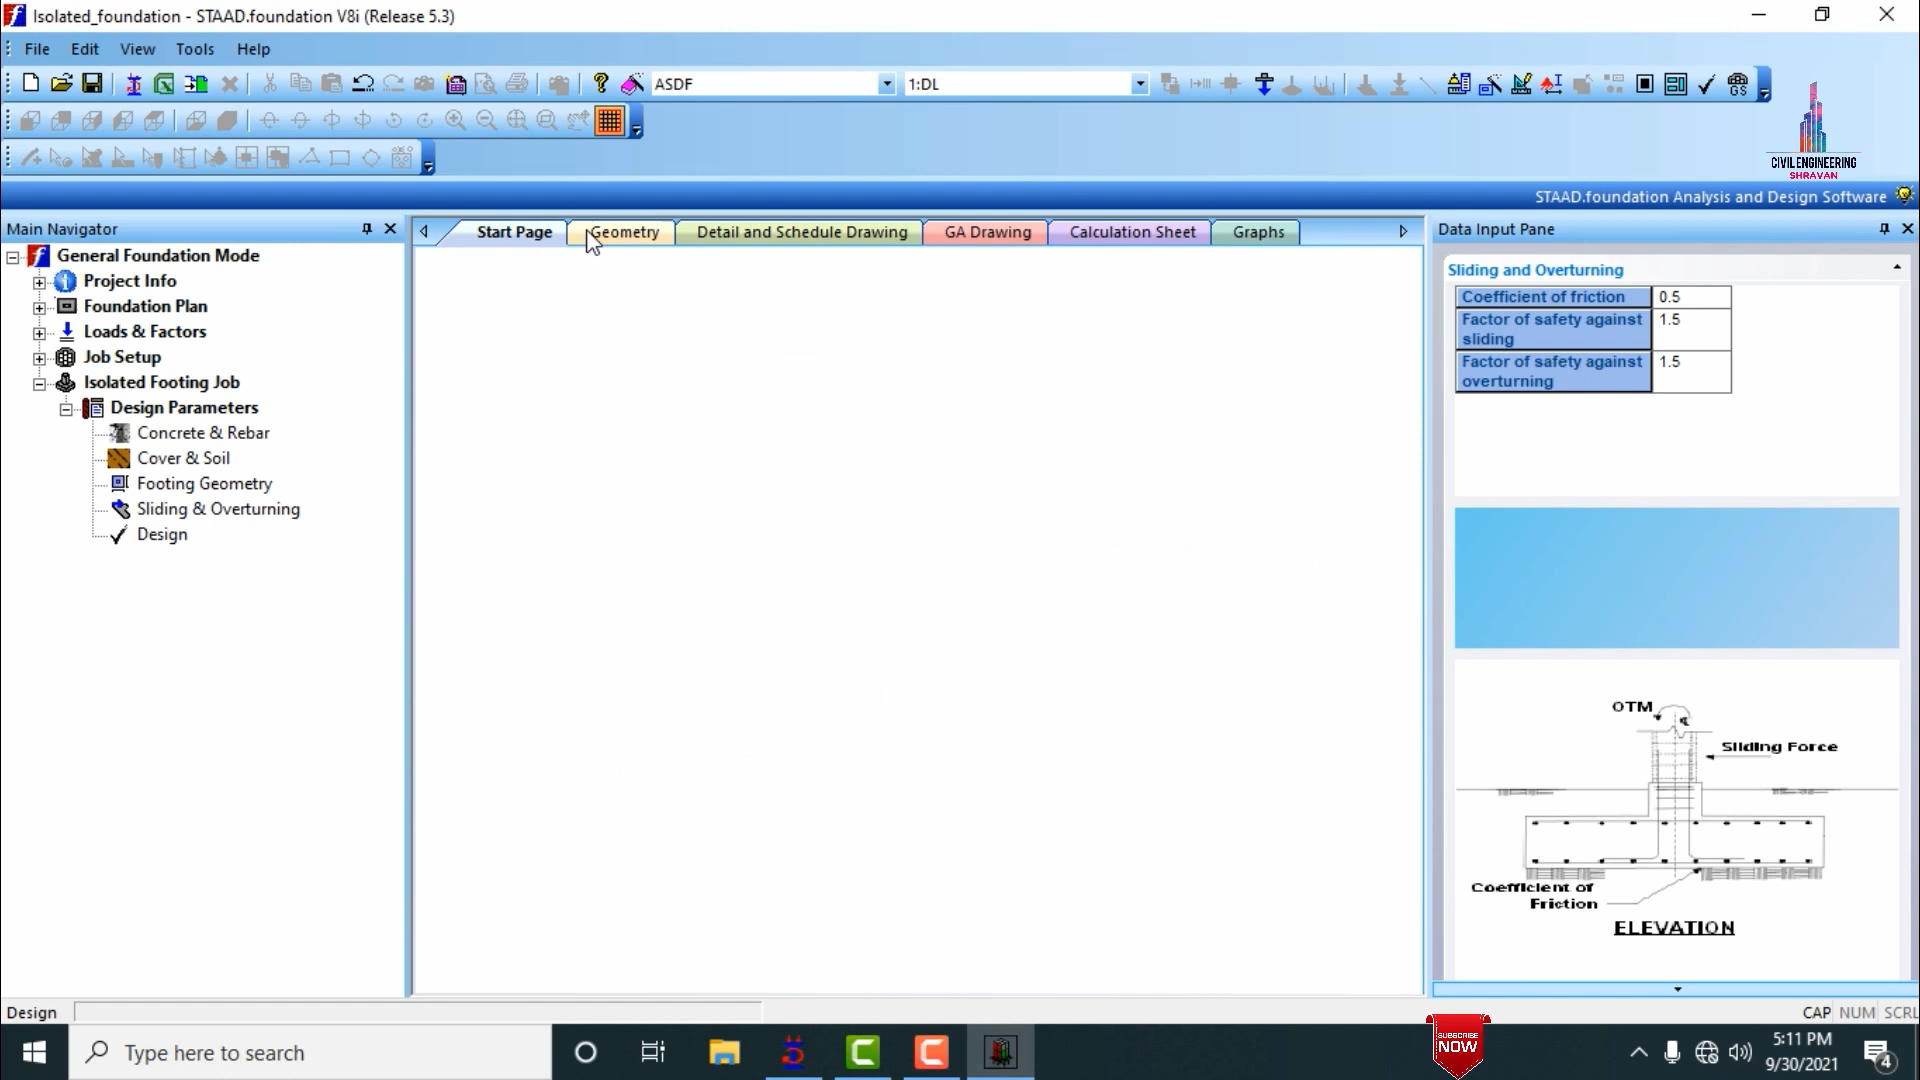 Isolated_foundation - STAAD.foundation V8i (Release 5.3)
File Edit View Tools Help
ASDF 1:DL
GS
CIVIL ENGINEERING
SHRAVAN
STAAD.foundation Analysis and Design Software
Main Navigator
Start Page Geometry Detail and Schedule Drawing GA Drawing Calculation Sheet Graphs
Data Input Pane
General Foundation Mode
Project Info
Foundation Plan
Loads & Factors
Job Setup
Isolated Footing Job
Design Parameters
Concrete & Rebar
Cover & Soil
Footing Geometry
Sliding & Overturning
Design
Sliding and Overturning
Coefficient of friction 0.5
Factor of safety against sliding 1.5
Factor of safety against overturning 1.5
OTM
Sliding Force
Coefficient of
Friction
ELEVATION
Design
CAP NUM SCRL
Type here to search
SUBSCRIBE
NOW
5:11 PM
9/30/2021
4